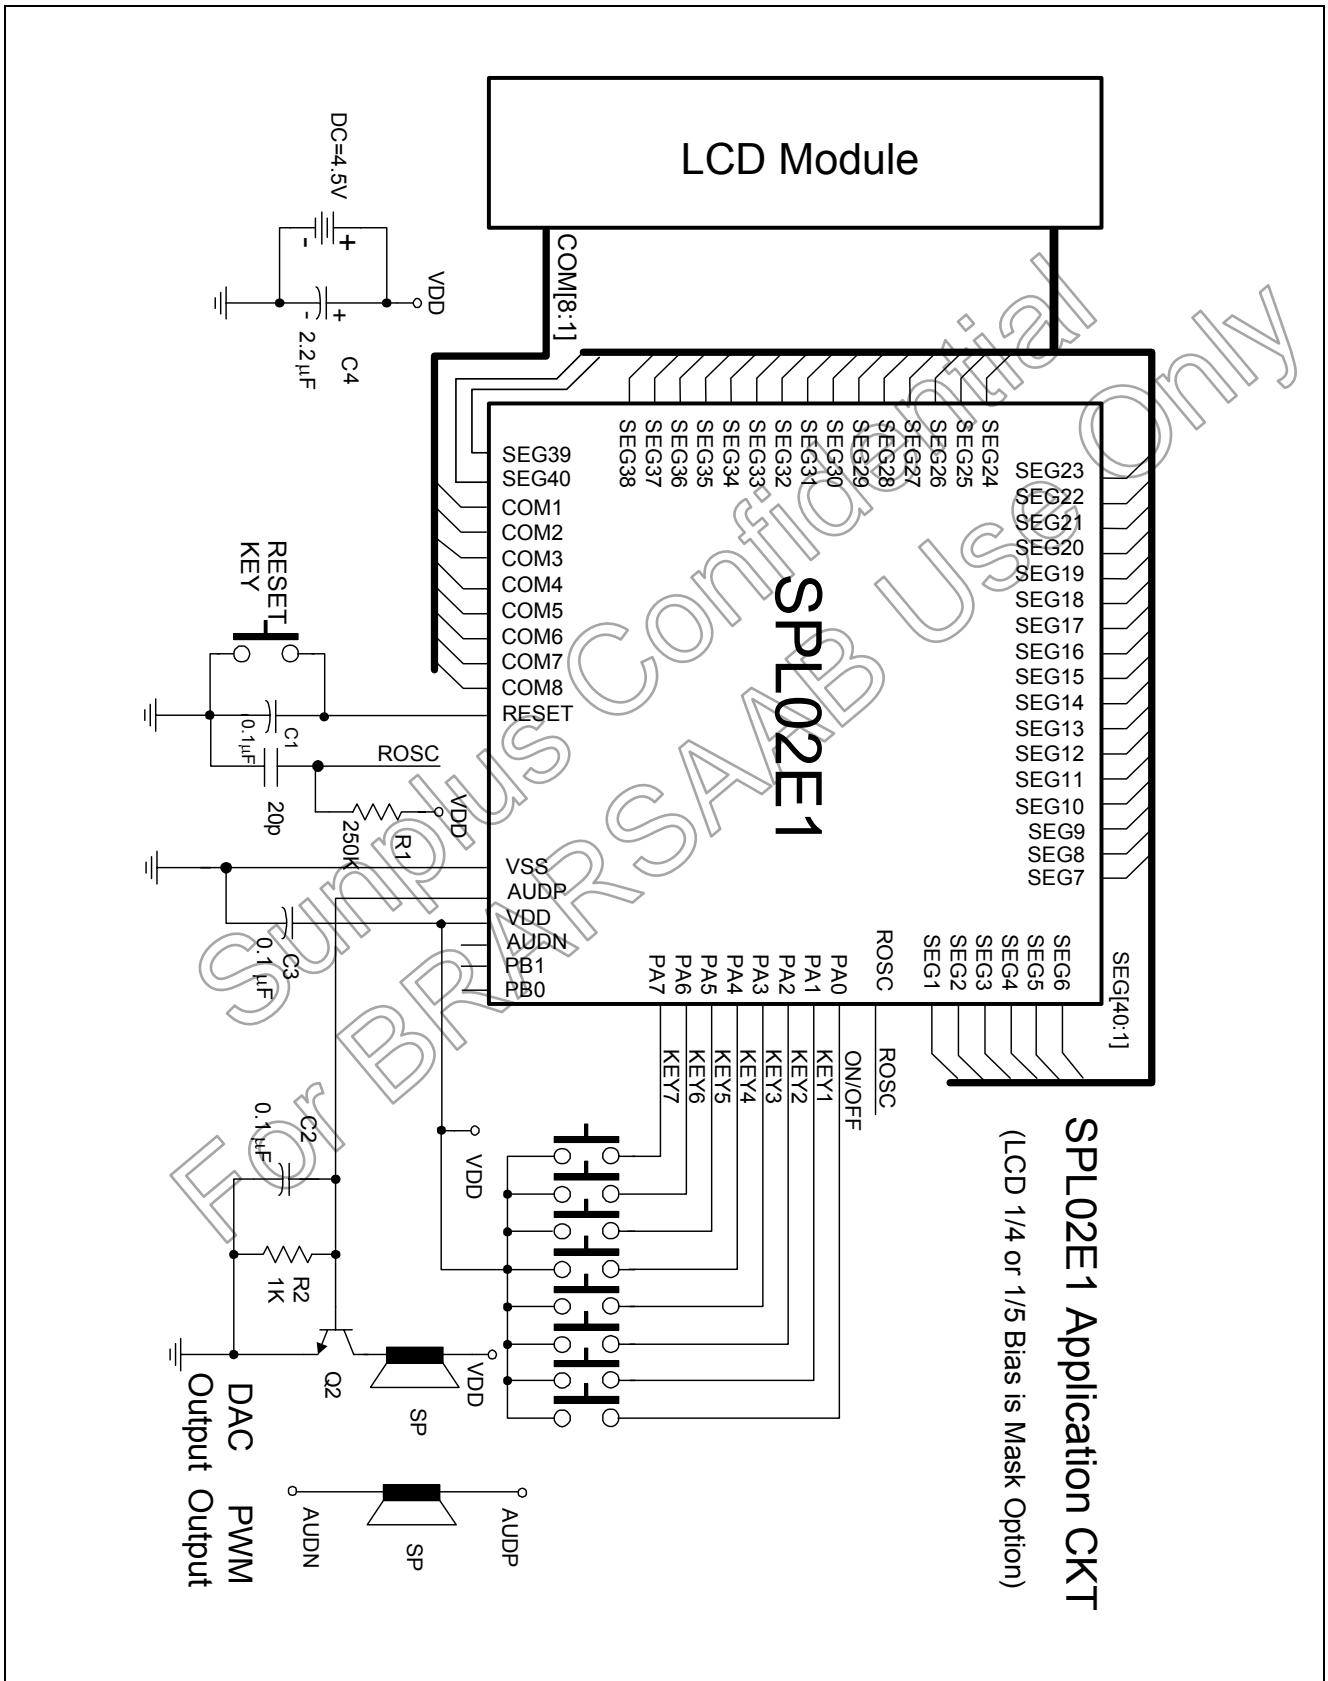 LCD Module
DC=4.5V
-
+
VDD
-
+
2.2μF
C4
COM[8:1]
SEG38
SEG37
SEG36
SEG35
SEG34
SEG33
SEG32
SEG31
SEG30
SEG29
SEG28
SEG27
SEG26
SEG25
SEG24
SEG39
SEG40
COM1
COM2
COM3
COM4
COM5
COM6
COM7
COM8
RESET
VSS
AUDP
VDD
AUDN
PB1
PB0
SEG23
SEG22
SEG21
SEG20
SEG19
SEG18
SEG17
SEG16
SEG15
SEG14
SEG13
SEG12
SEG11
SEG10
SEG9
SEG8
SEG7
SPL02E1
RESET
KEY
C1
0.1μF
ROSC
20p
VDD
R1
250K
C3
0.1μF
PA7
PA6
PA5
PA4
PA3
PA2
PA1
PA0
ROSC
SEG1
SEG2
SEG3
SEG4
SEG5
SEG6
SEG[40:1]
KEY7
KEY6
KEY5
KEY4
KEY3
KEY2
KEY1
ON/OFF
ROSC
VDD
C2
0.1μF
R2
1K
Q2
VDD
SP
DAC
Output
AUDN
AUDP
SP
PWM
Output
SPL02E1 Application CKT
(LCD 1/4 or 1/5 Bias is Mask Option)
Sunplus Confidential
For BRARSAAB Use Only